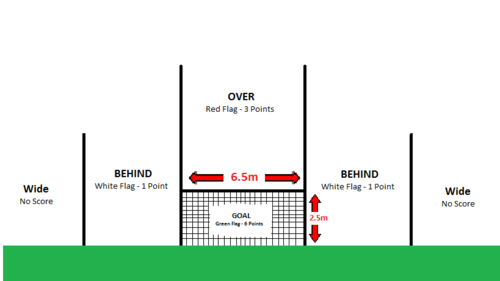 OVER
Red Flag - 3 Points
6.5m
BEHIND
White Flag - 1 Point
BEHIND
White Flag - 1 Point
Wide
No Score
Wide
No Score
GOAL
Green Flag - 6 Points
2.5m